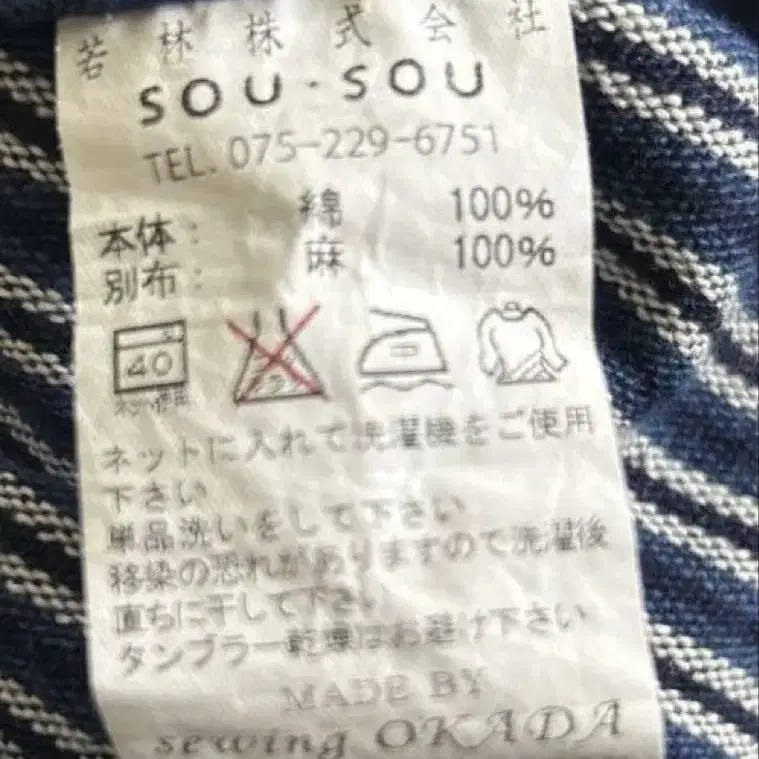 若林株式会社
SOU・SOU
TEL. 075-229-6751
本体: 綿 100%
別布: 麻 100%
40
ネット使用
ネットに入れて洗濯機をご使用
下さい
単品洗いをして下さい
移染の恐れがありますので洗濯後
直ちに干して下さい
タンブラー乾燥はお避け下さい
MADE BY
sewing OKADA